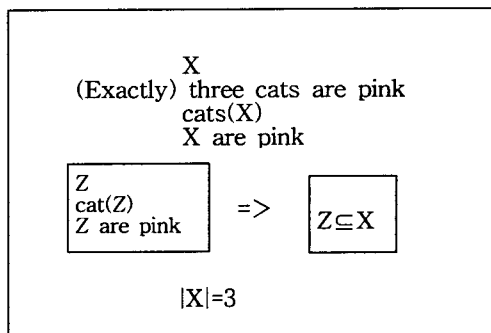 X
(Exactly) three cats are pink
cats(X)
X are pink
Z
cat(Z)
Z are pink
=>
Z⊆X
|X|=3